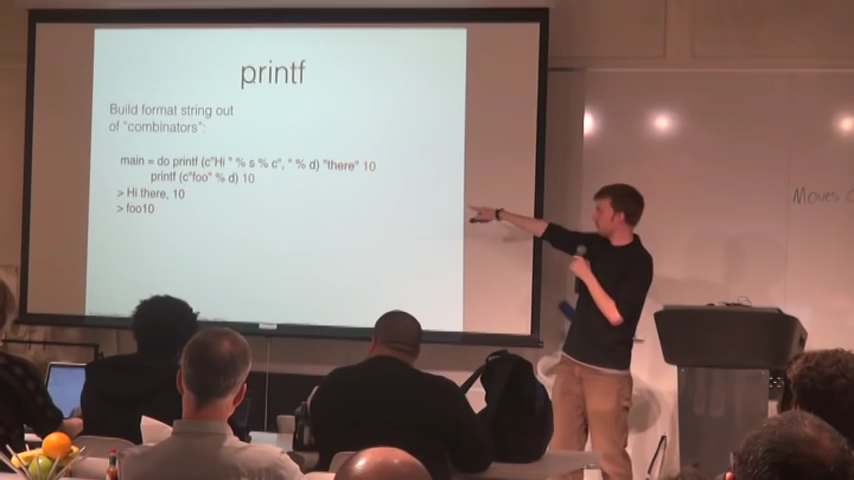 printf
Build format string out
of "combinators":
main = do printf (c"Hi " % s % c", " % d) "there" 10
printf (c"foo" % d) 10
> Hi there, 10
> foo10
Moves